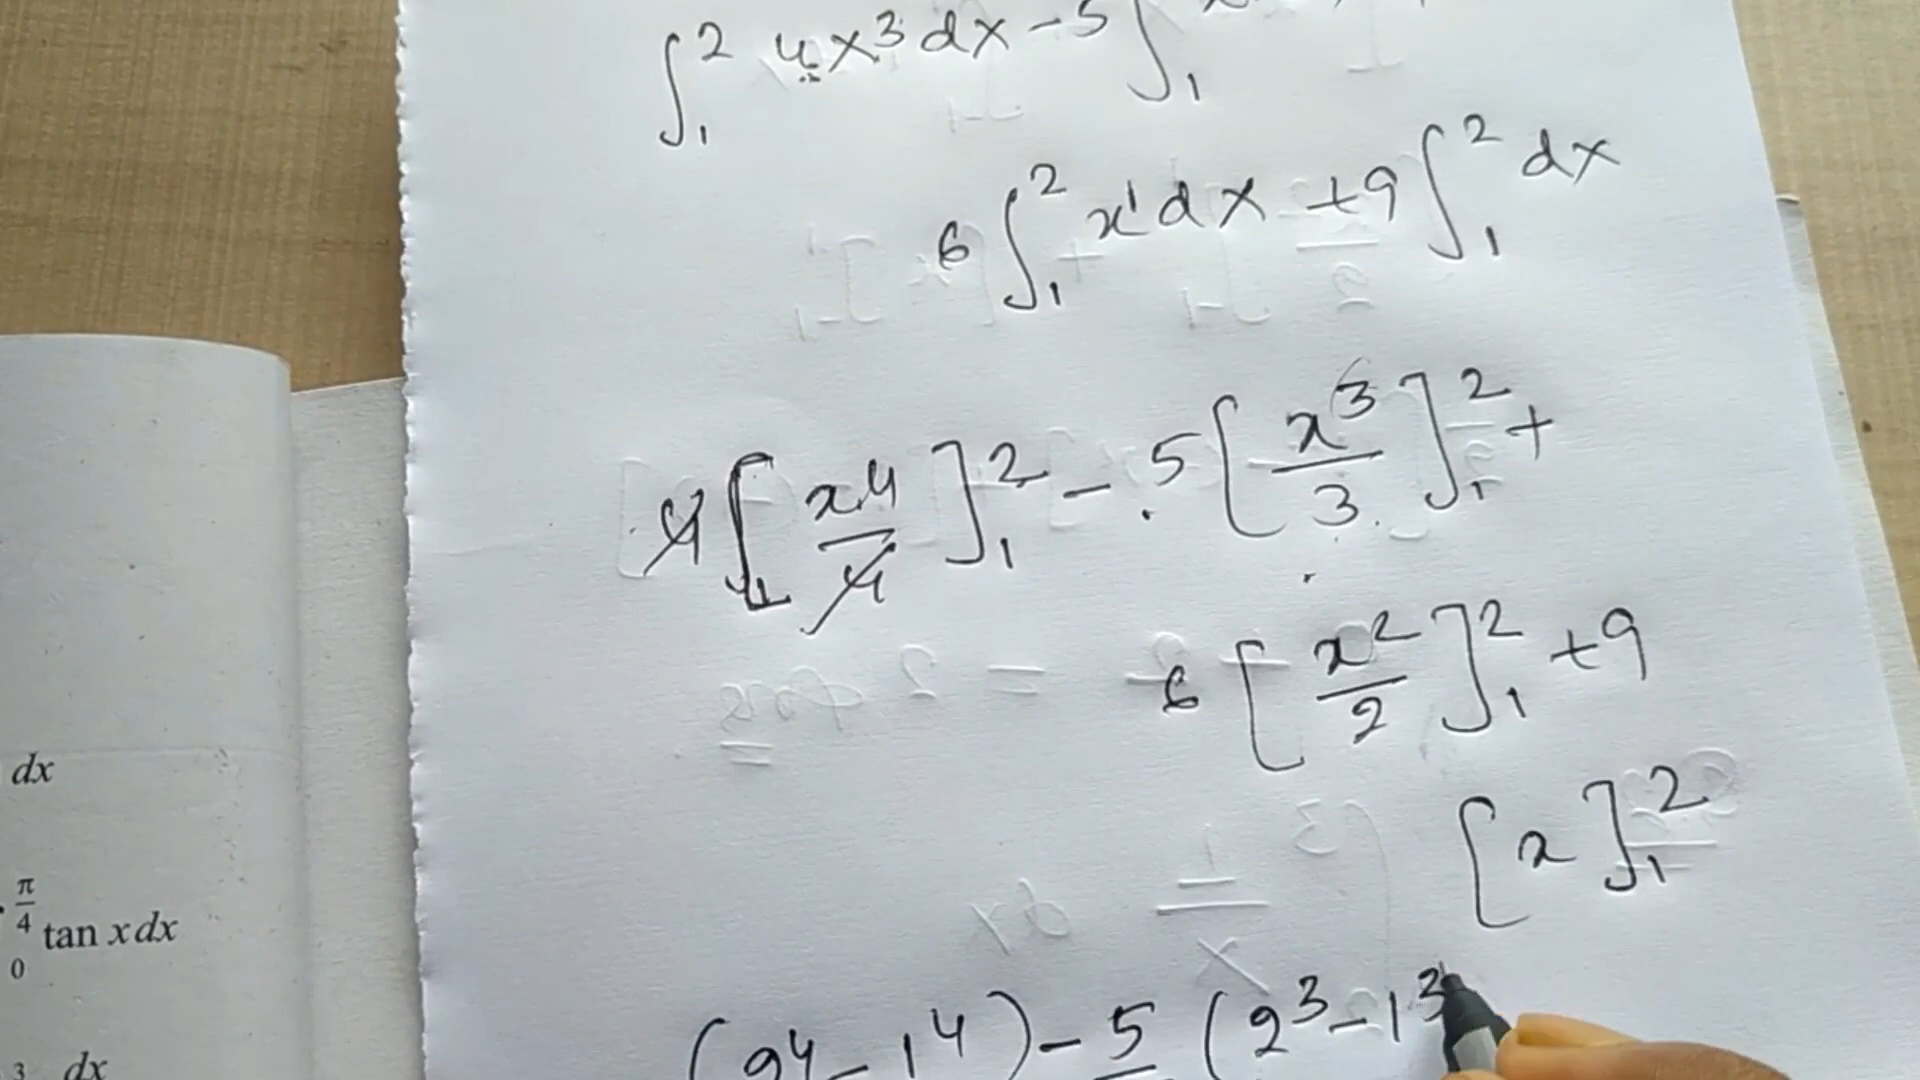 ∫₁² 4x³ dx - 5 ∫₁
6 ∫₁² x¹ dx + 9 ∫₁² dx
4 [x⁴/4]₁² - 5 [x³/3]₁² +
6 [x²/2]₁² + 9
[x]₁²
(2⁴ - 1⁴) - 5 (2³ - 1³
dx
π/4
0
tan x dx
3 dx